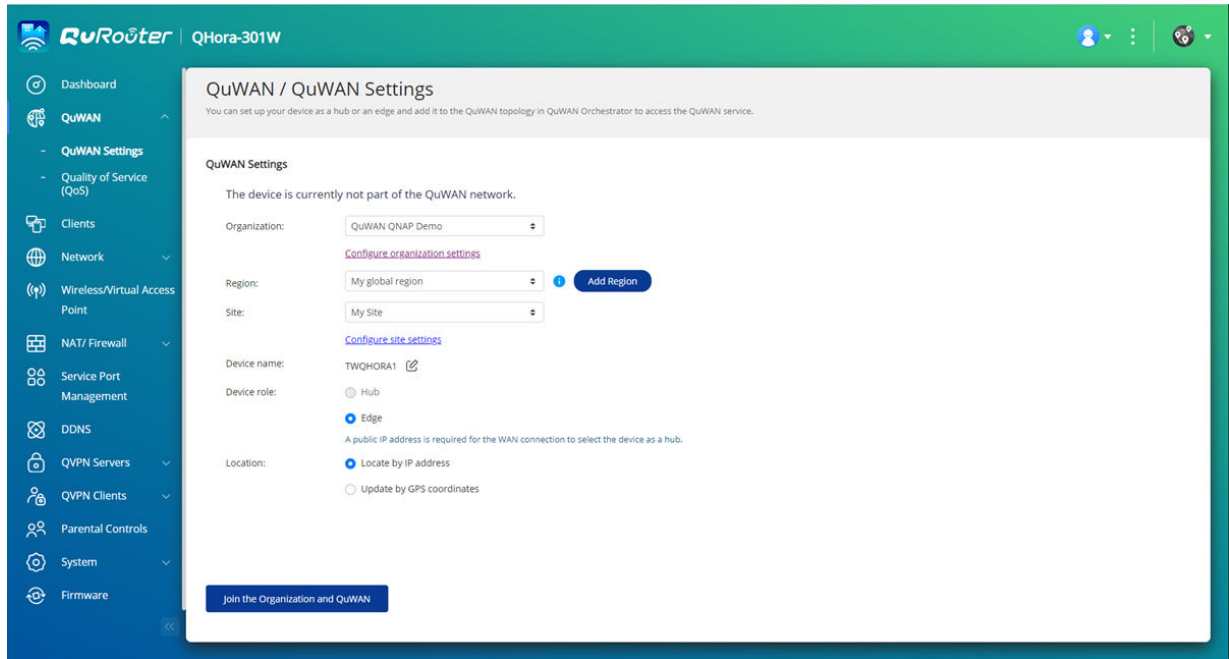 QuRouter | QHora-301W
Dashboard
QuWAN
- QuWAN Settings
- Quality of Service
(QoS)
Clients
Network
Wireless/Virtual Access
Point
NAT/ Firewall
Service Port
Management
DDNS
QVPN Servers
QVPN Clients
Parental Controls
System
Firmware
QuWAN / QuWAN Settings
You can set up your device as a hub or an edge and add it to the QuWAN topology in QuWAN Orchestrator to access the QuWAN service.
QuWAN Settings
The device is currently not part of the QuWAN network.
Organization: QuWAN QNAP Demo
Configure organization settings
Region: My global region Add Region
Site: My Site
Configure site settings
Device name: TWQHORA1
Device role: Hub
Edge
A public IP address is required for the WAN connection to select the device as a hub.
Location: Locate by IP address
Update by GPS coordinates
Join the Organization and QuWAN